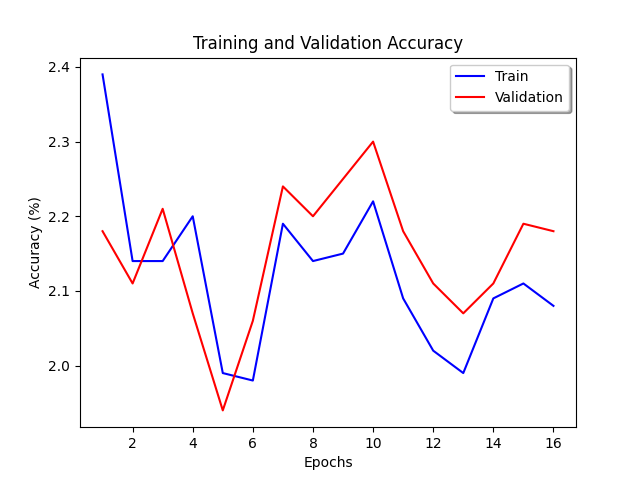 Training and Validation Accuracy
Train
Validation
2.4
2.3
2.2
2.1
2.0
Accuracy (%)
2 4 6 8 10 12 14 16
Epochs